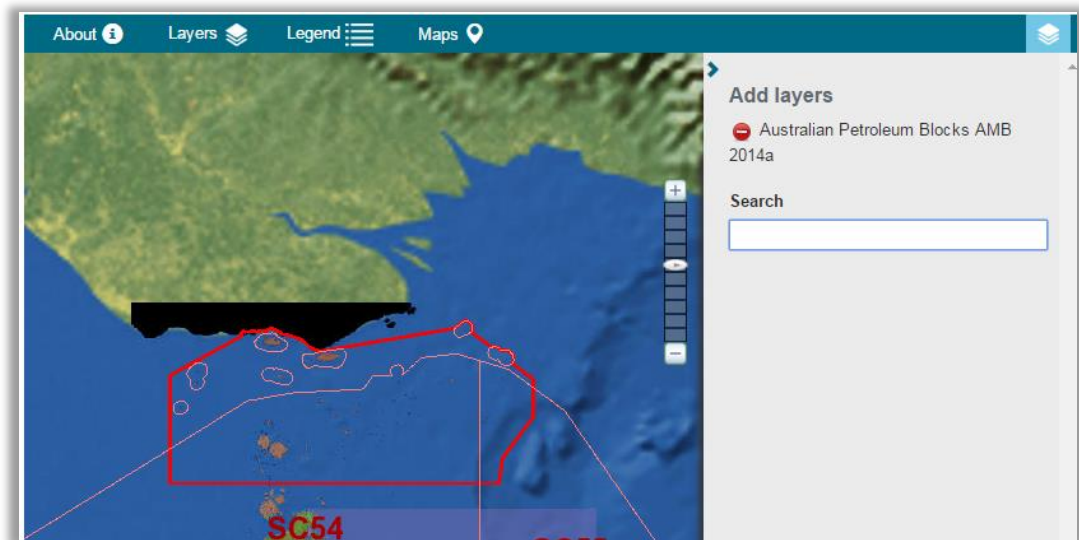 About Layers Legend Maps
Add layers
Australian Petroleum Blocks AMB
2014a
Search
SC54